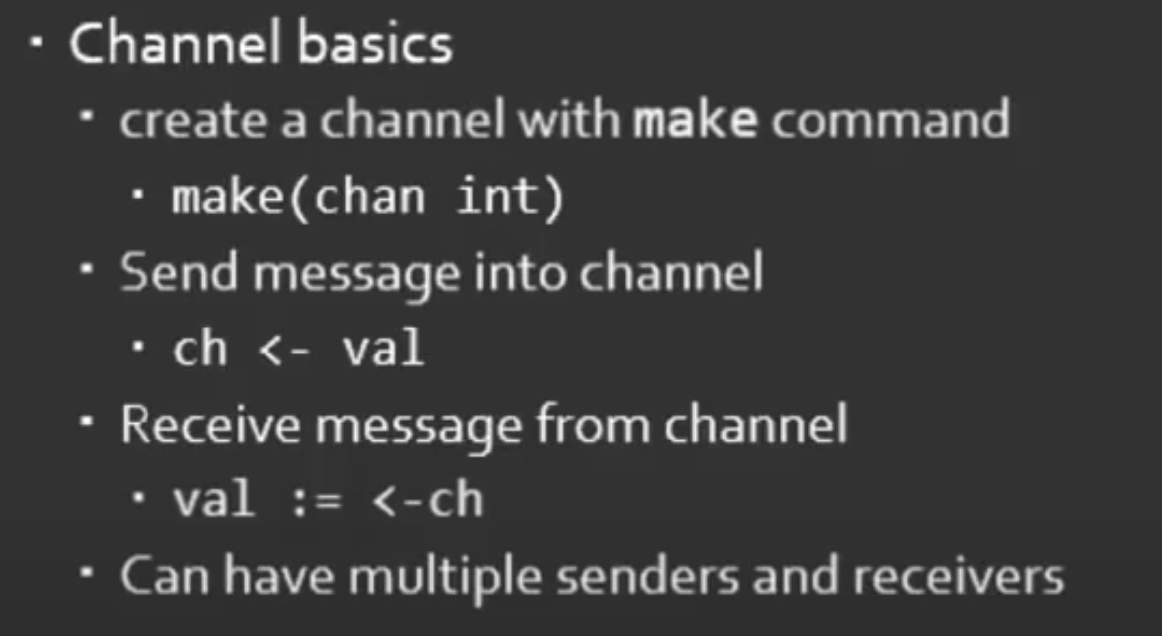 Channel basics
create a channel with make command
make(chan int)
Send message into channel
ch <- val
Receive message from channel
val := <-ch
Can have multiple senders and receivers